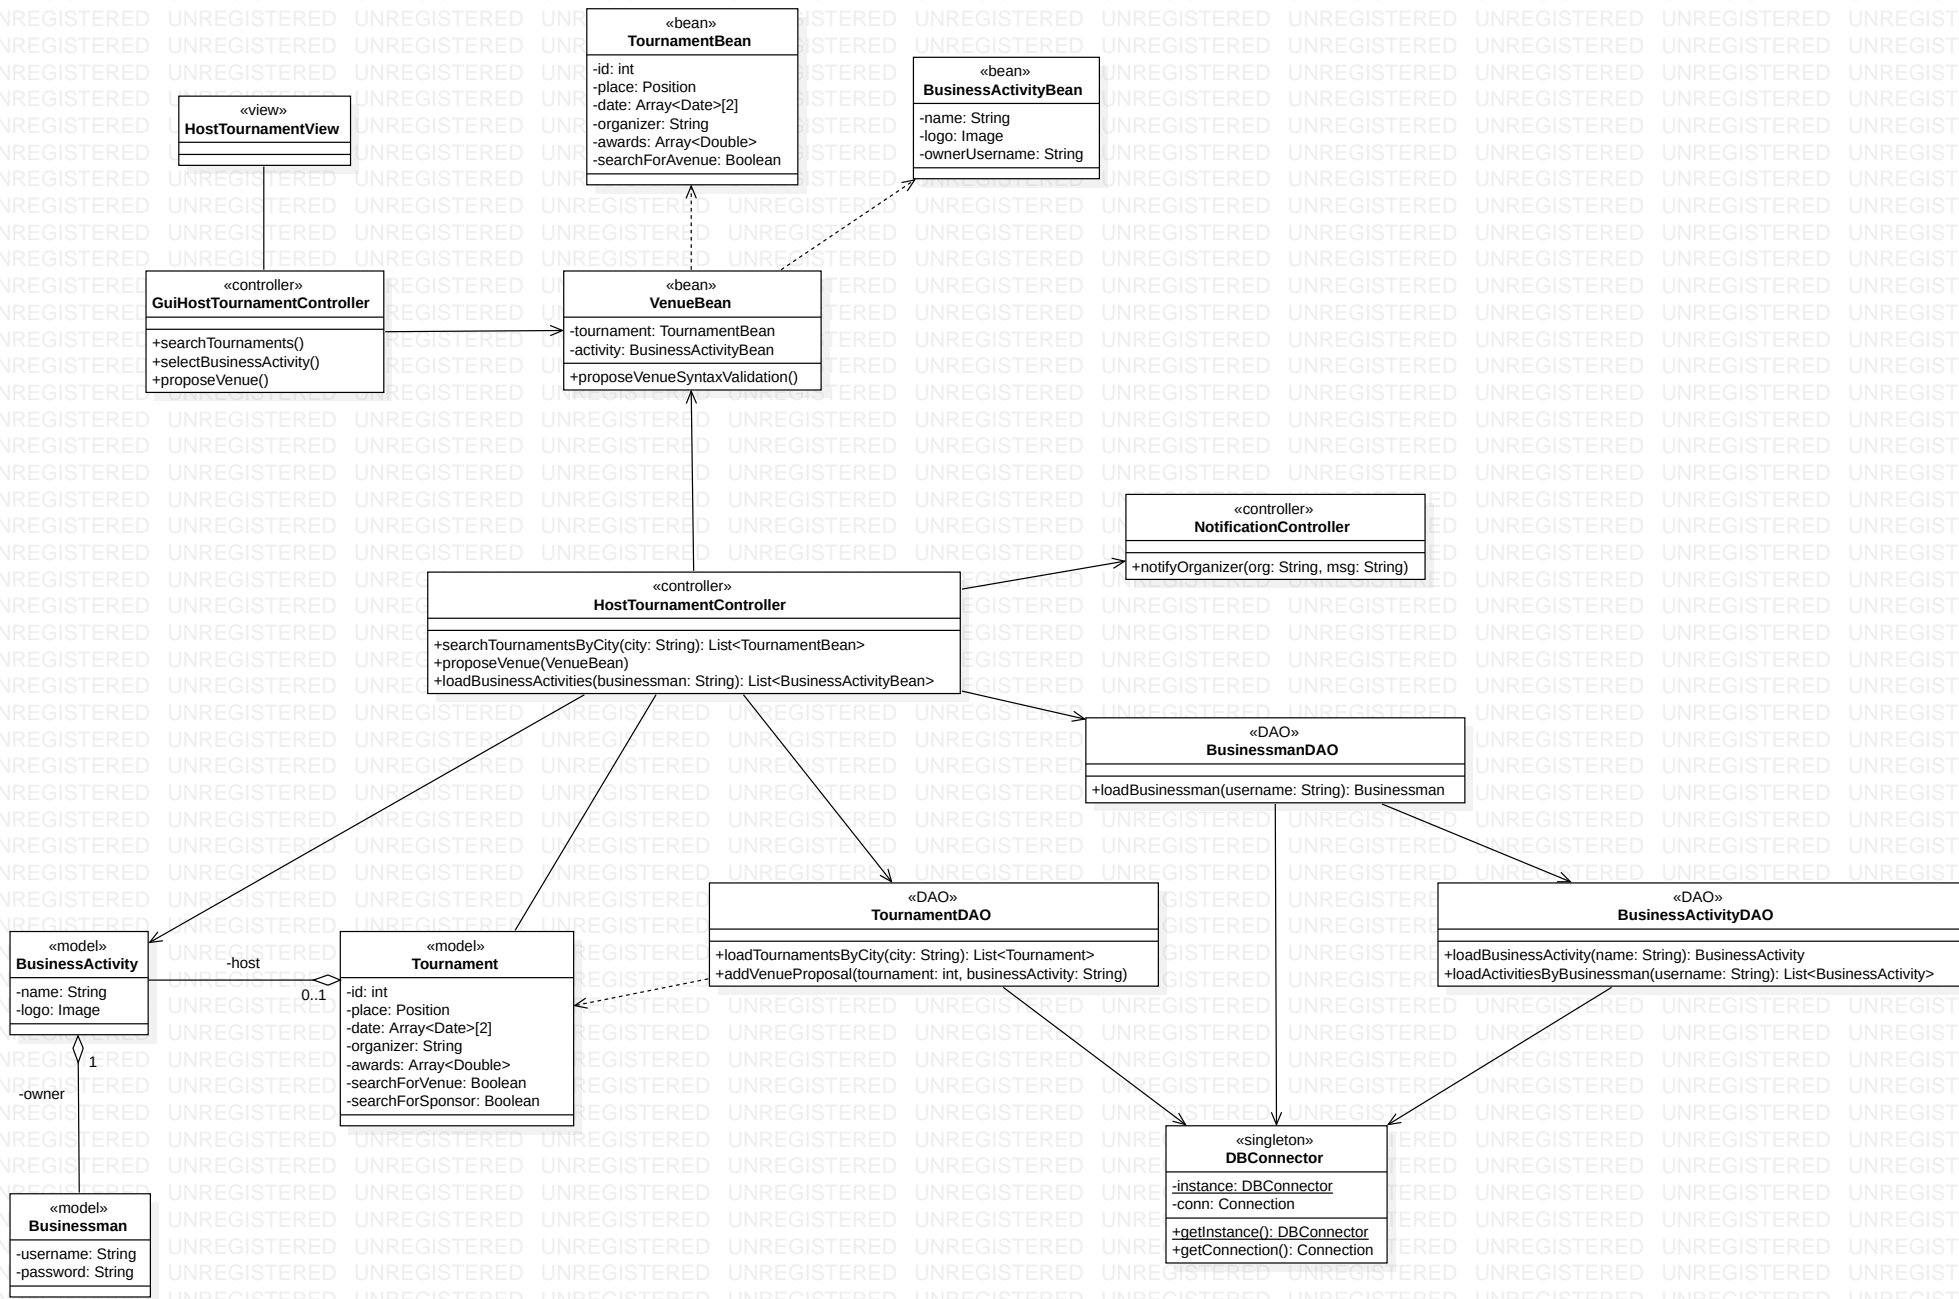 «bean»
TournamentBean
-id: int
-place: Position
-date: Array<Date>[2]
-organizer: String
-awards: Array<Double>
-searchForAvenue: Boolean
«bean»
BusinessActivityBean
-name: String
-logo: Image
-ownerUsername: String
«view»
HostTournamentView
«controller»
GuiHostTournamentController
+searchTournaments()
+selectBusinessActivity()
+proposeVenue()
«bean»
VenueBean
-tournament: TournamentBean
-activity: BusinessActivityBean
+proposeVenueSyntaxValidation()
«controller»
NotificationController
+notifyOrganizer(org: String, msg: String)
«controller»
HostTournamentController
+searchTournamentsByCity(city: String): List<TournamentBean>
+proposeVenue(VenueBean)
+loadBusinessActivities(businessman: String): List<BusinessActivityBean>
«DAO»
BusinessmanDAO
+loadBusinessman(username: String): Businessman
«DAO»
TournamentDAO
+loadTournamentsByCity(city: String): List<Tournament>
+addVenueProposal(tournament: int, businessActivity: String)
«DAO»
BusinessActivityDAO
+loadBusinessActivity(name: String): BusinessActivity
+loadActivitiesByBusinessman(username: String): List<BusinessActivity>
«model»
BusinessActivity
-name: String
-logo: Image
-host
0..1
«model»
Tournament
-id: int
-place: Position
-date: Array<Date>[2]
-organizer: String
-awards: Array<Double>
-searchForVenue: Boolean
-searchForSponsor: Boolean
1
-owner
«model»
Businessman
-username: String
-password: String
«singleton»
DBConnector
-instance: DBConnector
-conn: Connection
+getInstance(): DBConnector
+getConnection(): Connection
UNREGISTERED